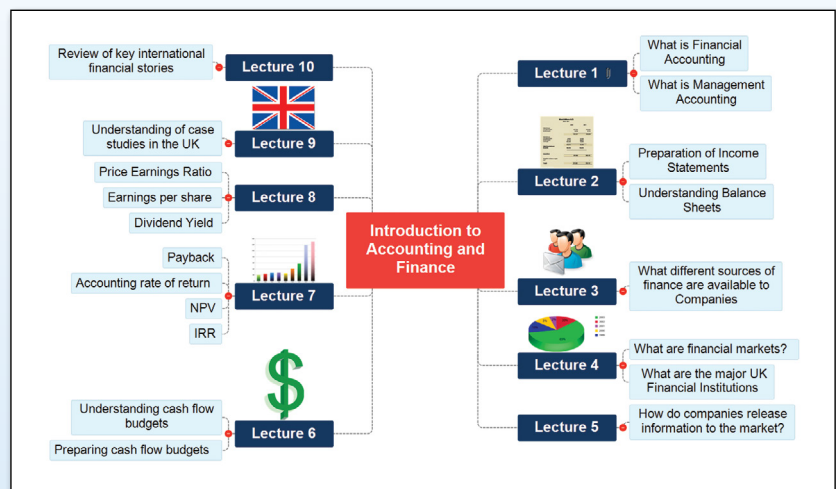 Introduction to
Accounting and
Finance
Lecture 1
What is Financial
Accounting
What is Management
Accounting
Lecture 2
Preparation of Income
Statements
Understanding Balance
Sheets
Lecture 3
What different sources of
finance are available to
Companies
Lecture 4
What are financial markets?
What are the major UK
Financial Institutions
Lecture 5
How do companies release
information to the market?
Lecture 6
Understanding cash flow
budgets
Preparing cash flow budgets
Lecture 7
Payback
Accounting rate of return
NPV
IRR
Lecture 8
Price Earnings Ratio
Earnings per share
Dividend Yield
Lecture 9
Understanding of case
studies in the UK
Lecture 10
Review of key international
financial stories